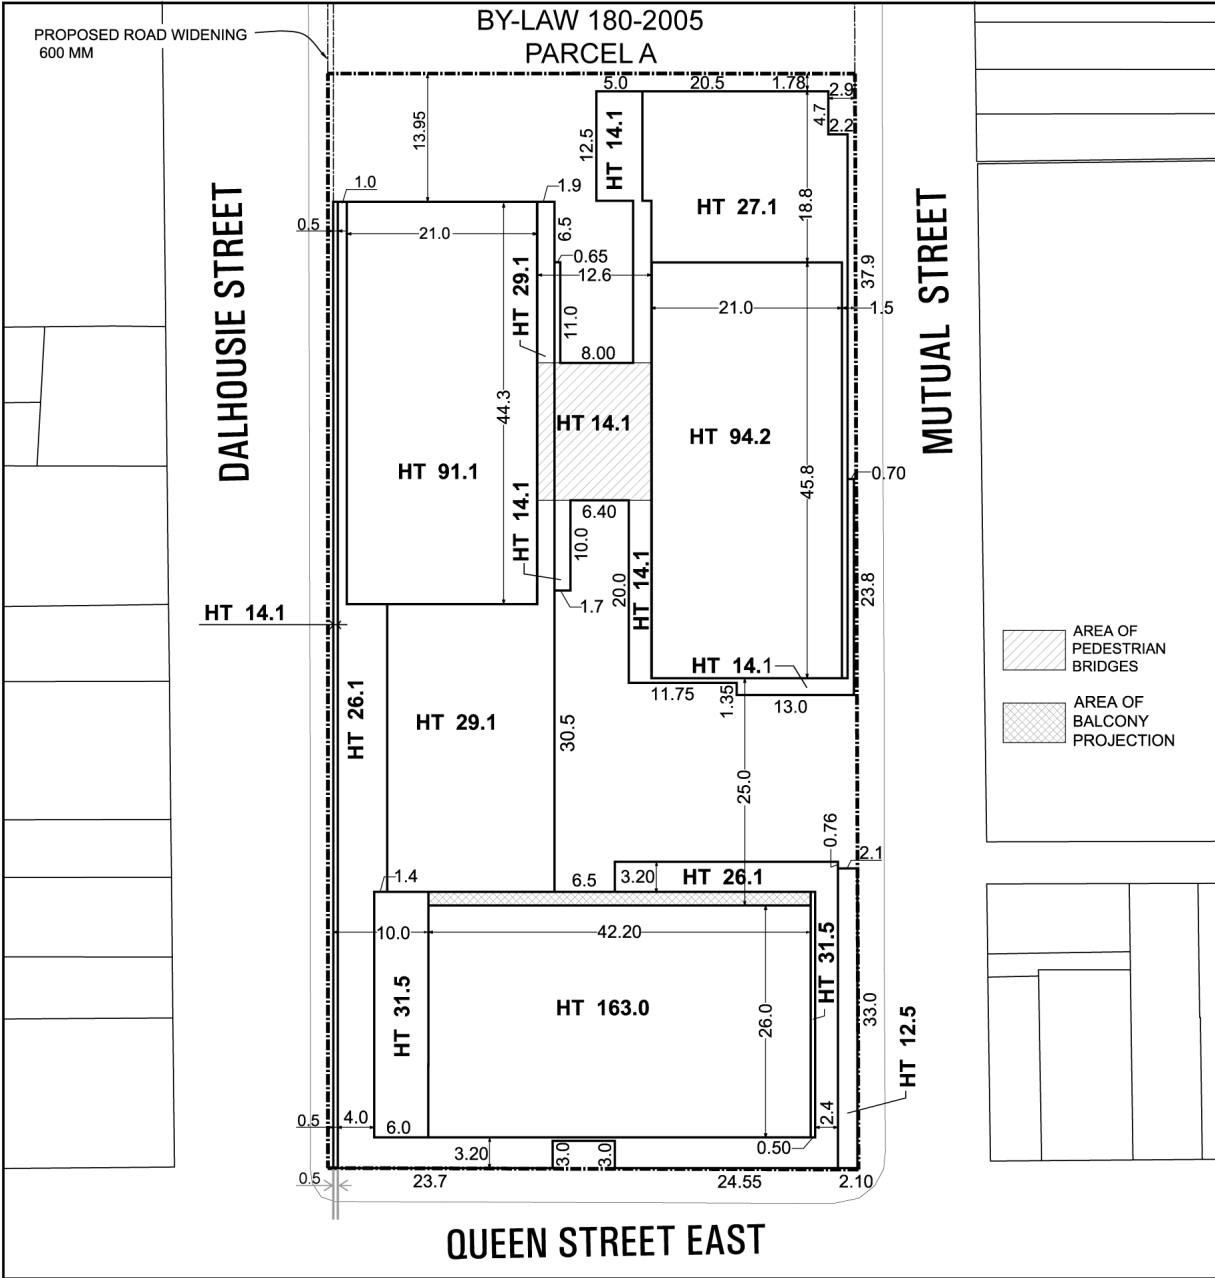 BY-LAW 180-2005
PARCEL A
PROPOSED ROAD WIDENING
600 MM
5.0
20.5
1.78
2.9
4.7
2.2
13.95
12.5
HT 14.1
1.0
1.9
0.5
21.0
6.5
HT 27.1
18.8
0.65
12.6
HT 29.1
11.0
8.00
37.9
21.0
1.5
DALHOUSIE STREET
MUTUAL STREET
44.3
HT 14.1
HT 94.2
HT 91.1
45.8
0.70
HT 14.1
6.40
10.0
20.0
HT 14.1
1.7
23.8
HT 14.1
HT 14.1
11.75
1.35
13.0
AREA OF
PEDESTRIAN
BRIDGES
AREA OF
BALCONY
PROJECTION
HT 26.1
HT 29.1
30.5
25.0
0.76
2.1
1.4
6.5
3.20
HT 26.1
10.0
42.20
HT 31.5
HT 31.5
HT 163.0
26.0
33.0
HT 12.5
0.5
4.0
6.0
2.4
0.50
3.20
3.0
3.0
0.5
23.7
24.55
2.10
QUEEN STREET EAST